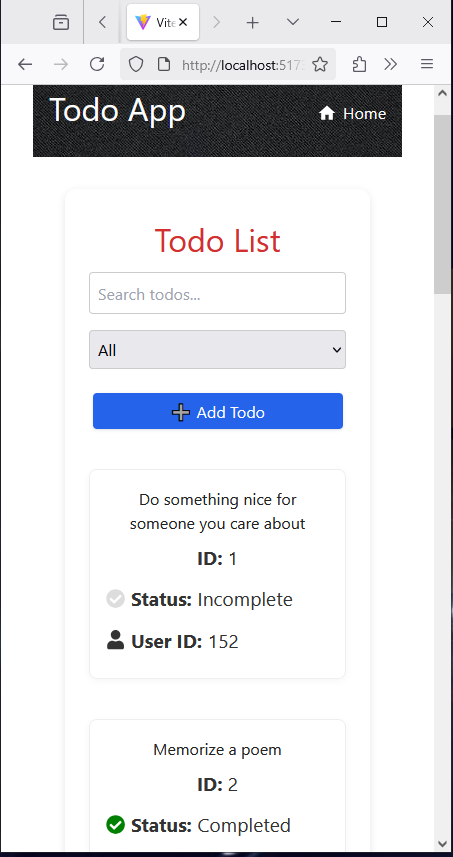 Vite
http://localhost:517
Todo App
Home
Todo List
Search todos...
All
Add Todo
Do something nice for
someone you care about
ID: 1
Status: Incomplete
User ID: 152
Memorize a poem
ID: 2
Status: Completed